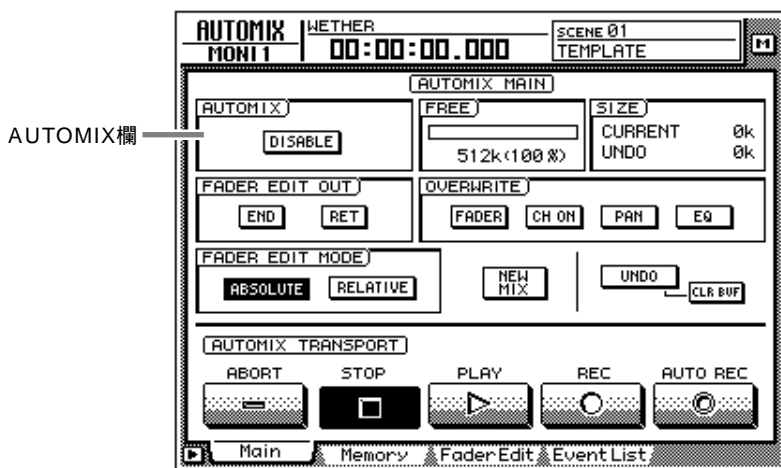 AUTOMIX
MONI 1
WETHER
00:00:00.000
SCENE 01
TEMPLATE
M
AUTOMIX MAIN
AUTOMIX欄
AUTOMIX
DISABLE
FREE
512k(100%)
SIZE
CURRENT 0k
UNDO 0k
FADER EDIT OUT
END RET
OVERWRITE
FADER CH ON PAN EQ
FADER EDIT MODE
ABSOLUTE RELATIVE
NEW
MIX
UNDO
CLR BUF
AUTOMIX TRANSPORT
ABORT STOP PLAY REC AUTO REC
Main Memory Fader Edit Event List